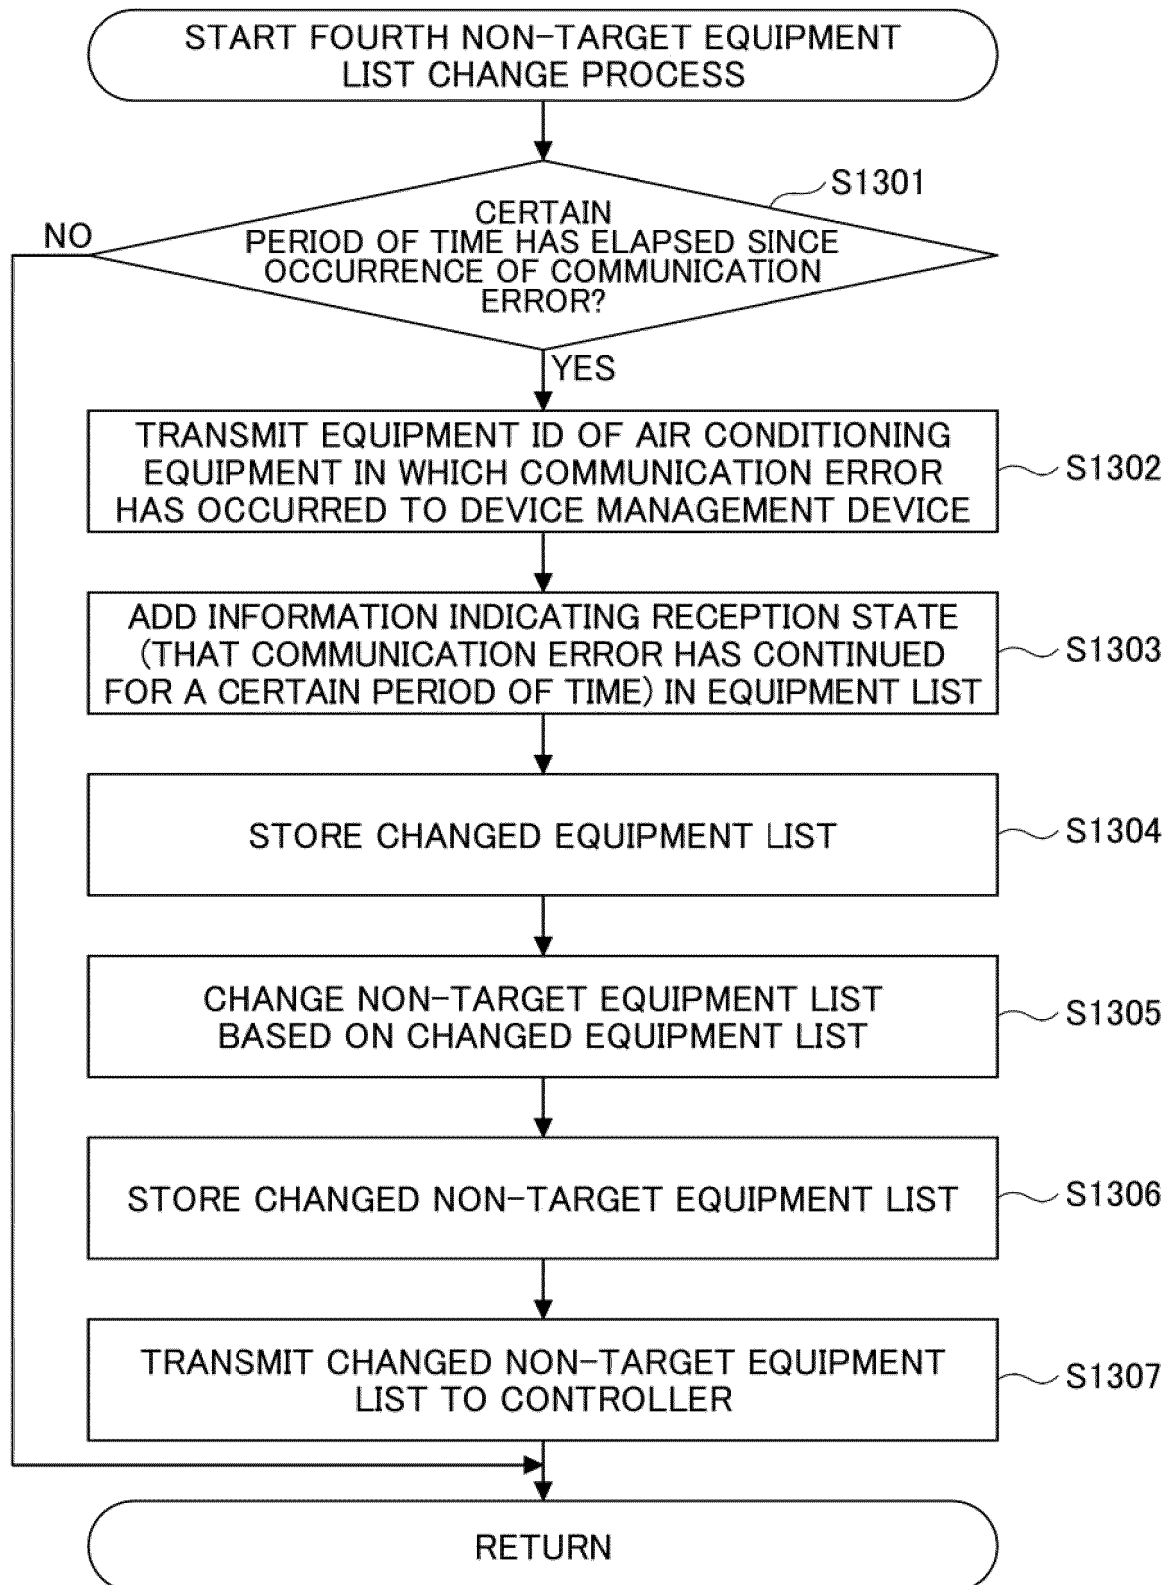 START FOURTH NON-TARGET EQUIPMENT
LIST CHANGE PROCESS
S1301
CERTAIN
PERIOD OF TIME HAS ELAPSED SINCE
OCCURRENCE OF COMMUNICATION
ERROR?
NO
YES
TRANSMIT EQUIPMENT ID OF AIR CONDITIONING
EQUIPMENT IN WHICH COMMUNICATION ERROR
HAS OCCURRED TO DEVICE MANAGEMENT DEVICE
S1302
ADD INFORMATION INDICATING RECEPTION STATE
(THAT COMMUNICATION ERROR HAS CONTINUED
FOR A CERTAIN PERIOD OF TIME) IN EQUIPMENT LIST
S1303
STORE CHANGED EQUIPMENT LIST
S1304
CHANGE NON-TARGET EQUIPMENT LIST
BASED ON CHANGED EQUIPMENT LIST
S1305
STORE CHANGED NON-TARGET EQUIPMENT LIST
S1306
TRANSMIT CHANGED NON-TARGET EQUIPMENT
LIST TO CONTROLLER
S1307
RETURN